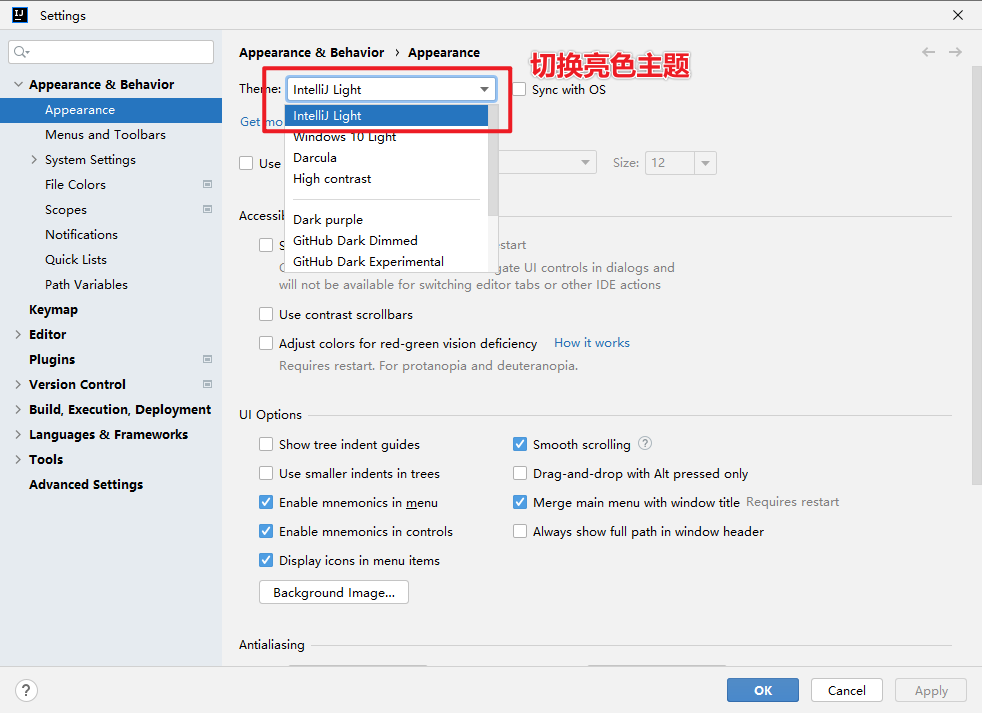 Settings
Appearance & Behavior › Appearance
切换亮色主题
Appearance & Behavior
Appearance
Menus and Toolbars
System Settings
File Colors
Scopes
Notifications
Quick Lists
Path Variables
Keymap
Editor
Plugins
Version Control
Build, Execution, Deployment
Languages & Frameworks
Tools
Advanced Settings
Theme: IntelliJ Light
Sync with OS
IntelliJ Light
Windows 10 Light
Darcula
High contrast
Dark purple
GitHub Dark Dimmed
GitHub Dark Experimental
Get
Use
Size: 12
UI controls in dialogs and
will not be available for switching editor tabs or other IDE actions
Use contrast scrollbars
Adjust colors for red-green vision deficiency How it works
Requires restart. For protanopia and deuteranopia.
UI Options
Show tree indent guides
Smooth scrolling ?
Use smaller indents in trees
Drag-and-drop with Alt pressed only
Enable mnemonics in menu
Merge main menu with window title Requires restart
Enable mnemonics in controls
Always show full path in window header
Display icons in menu items
Background Image...
Antialiasing
?
OK
Cancel
Apply